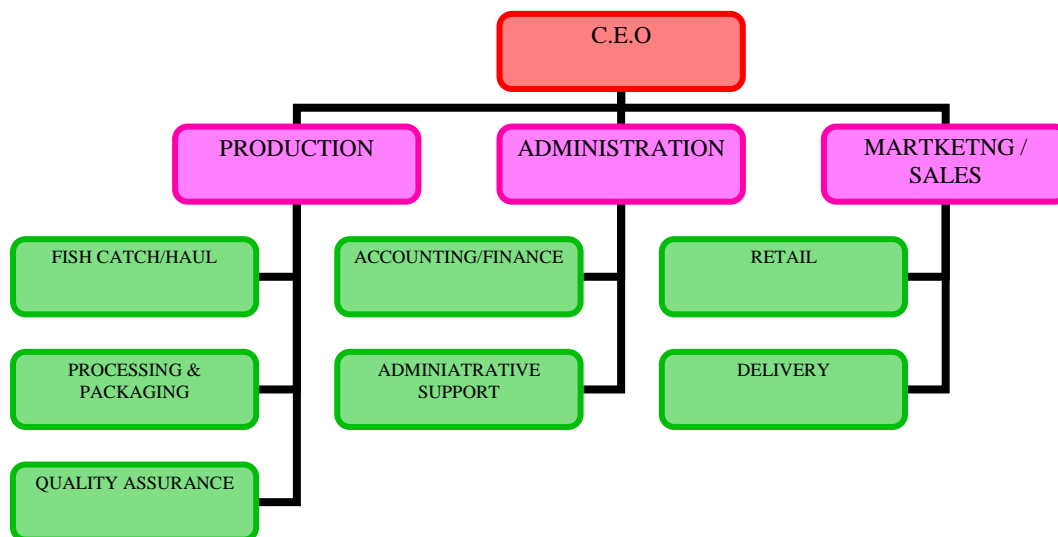 C.E.O
PRODUCTION
ADMINISTRATION
MARTKETNG /
SALES
FISH CATCH/HAUL
ACCOUNTING/FINANCE
RETAIL
PROCESSING &
PACKAGING
ADMINIATRATIVE
SUPPORT
DELIVERY
QUALITY ASSURANCE